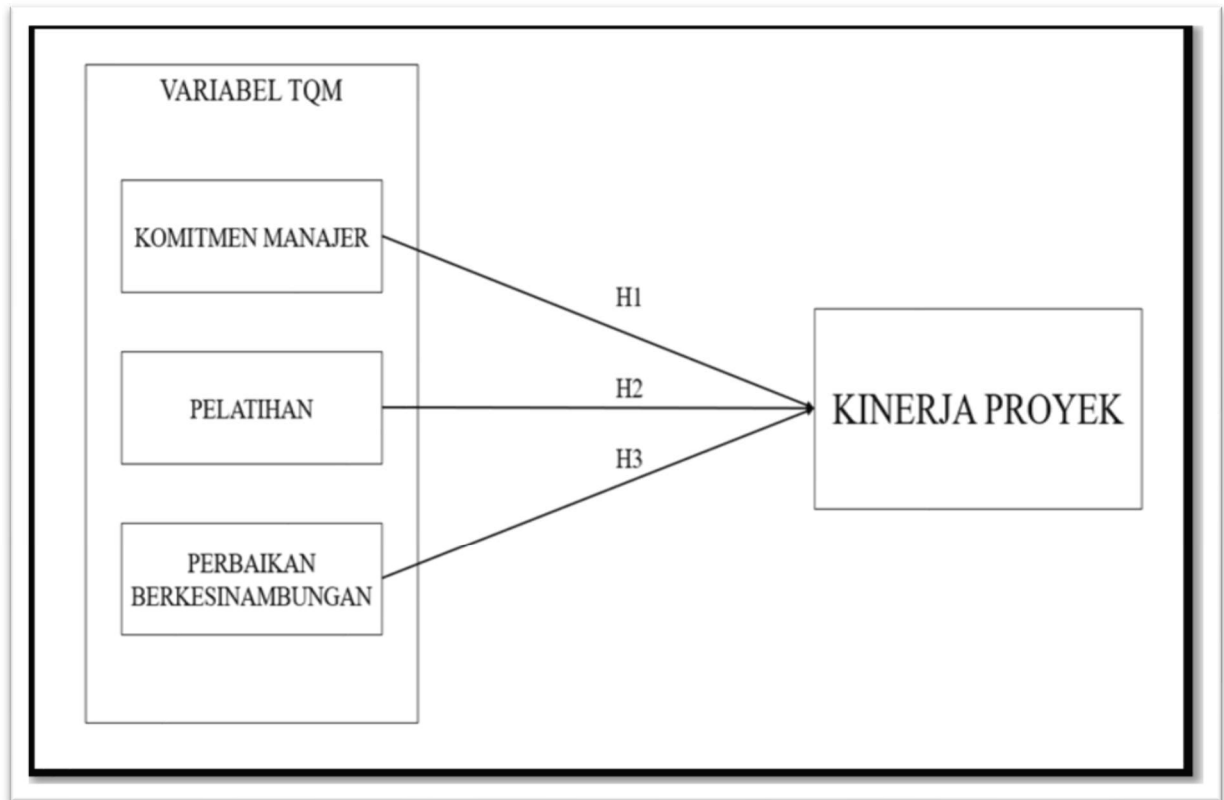 VARIABEL TQM
KOMITMEN MANAJER
H1
PELATIHAN
H2
KINERJA PROYEK
H3
PERBAIKAN
BERKESINAMBUNGAN